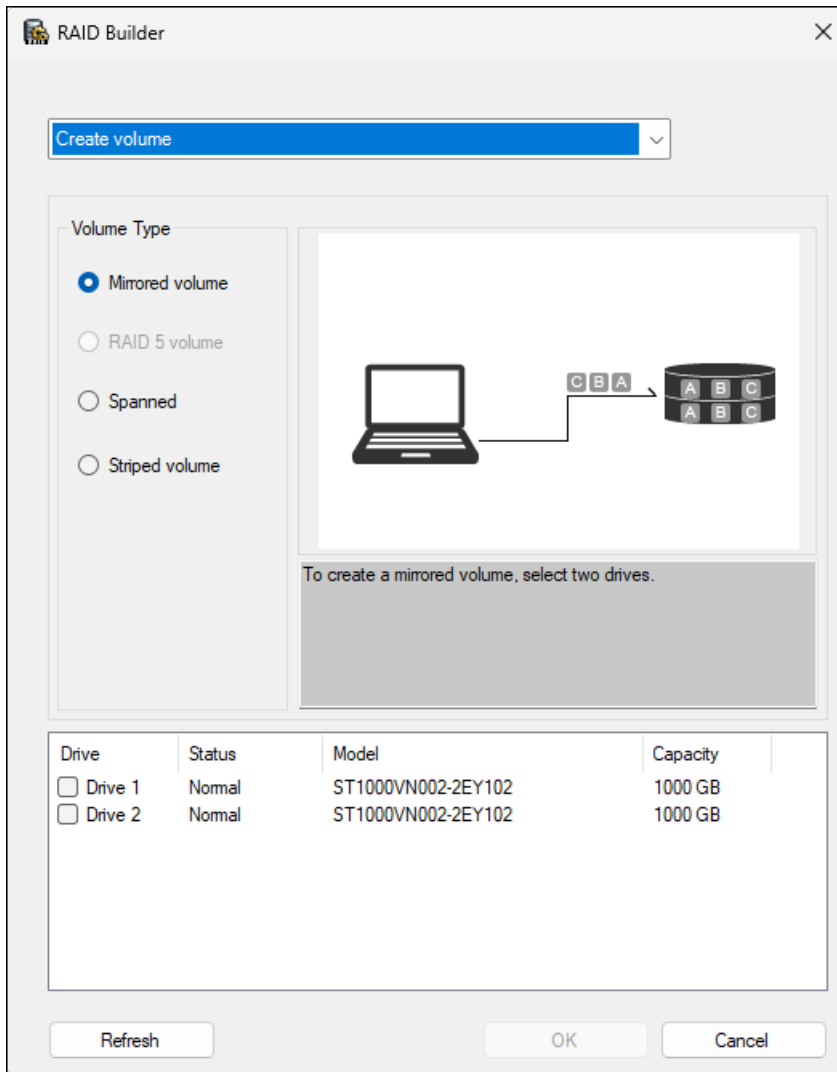 RAID Builder
Create volume
Volume Type
Mirrored volume
RAID 5 volume
Spanned
Striped volume
C B A
A B C
A B C
To create a mirrored volume, select two drives.
Drive Status Model Capacity
Drive 1 Normal ST1000VN002-2EY102 1000 GB
Drive 2 Normal ST1000VN002-2EY102 1000 GB
Refresh OK Cancel